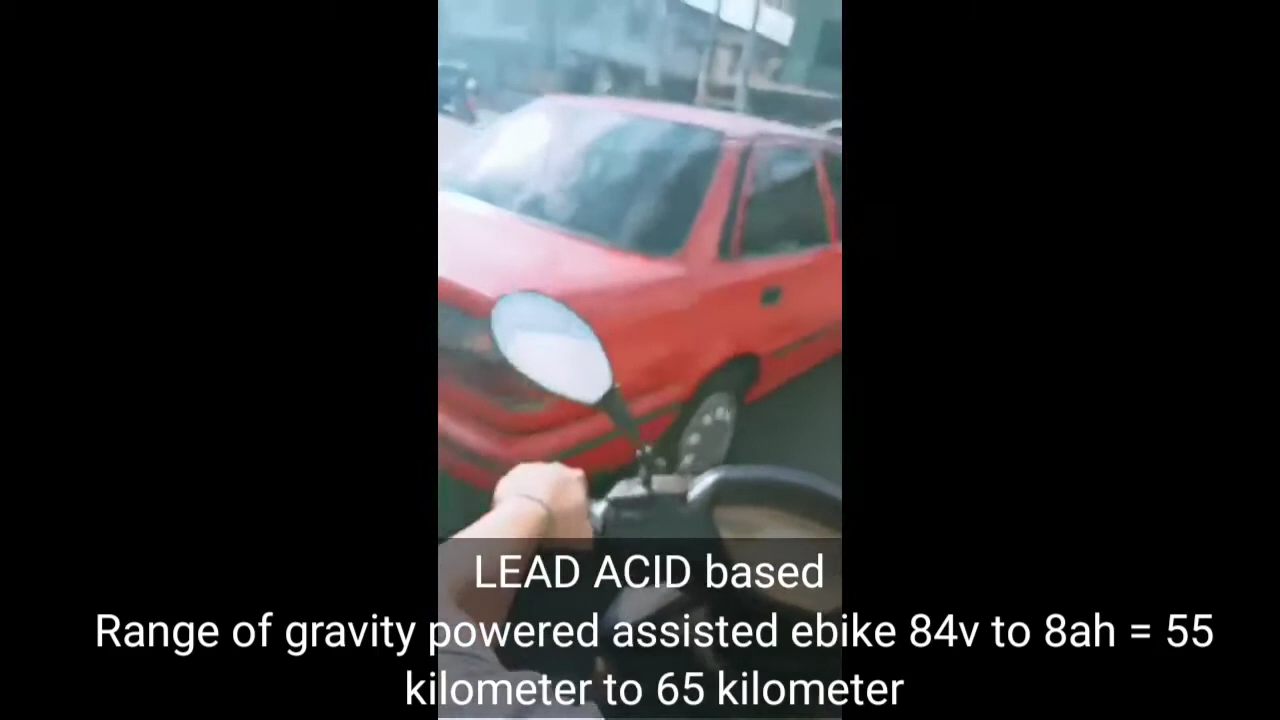 LEAD ACID based
Range of gravity powered assisted ebike 84v to 8ah = 55
kilometer to 65 kilometer